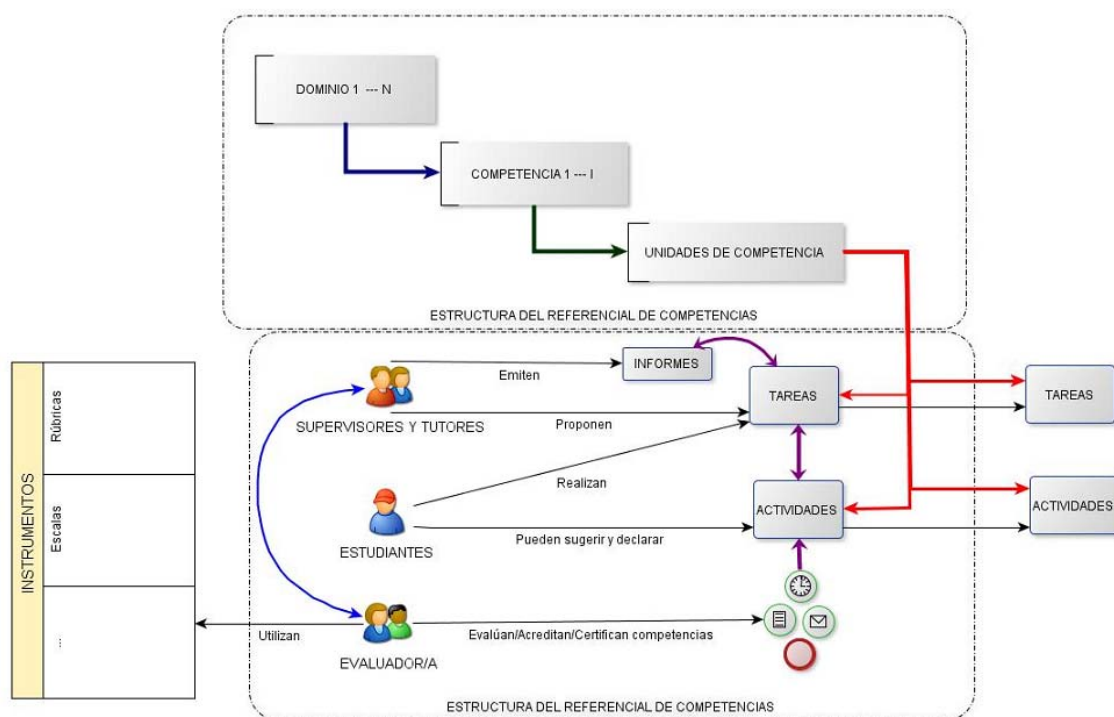 DOMINIO 1 --- N
COMPETENCIA 1 --- I
UNIDADES DE COMPETENCIA
ESTRUCTURA DEL REFERENCIAL DE COMPETENCIAS
INSTRUMENTOS
Rúbricas
Escalas
...
Emiten
INFORMES
SUPERVISORES Y TUTORES
Proponen
TAREAS
TAREAS
Realizan
ESTUDIANTES
Pueden sugerir y declarar
ACTIVIDADES
ACTIVIDADES
Utilizan
Evalúan/Acreditan/Certifican competencias
EVALUADOR/A
ESTRUCTURA DEL REFERENCIAL DE COMPETENCIAS